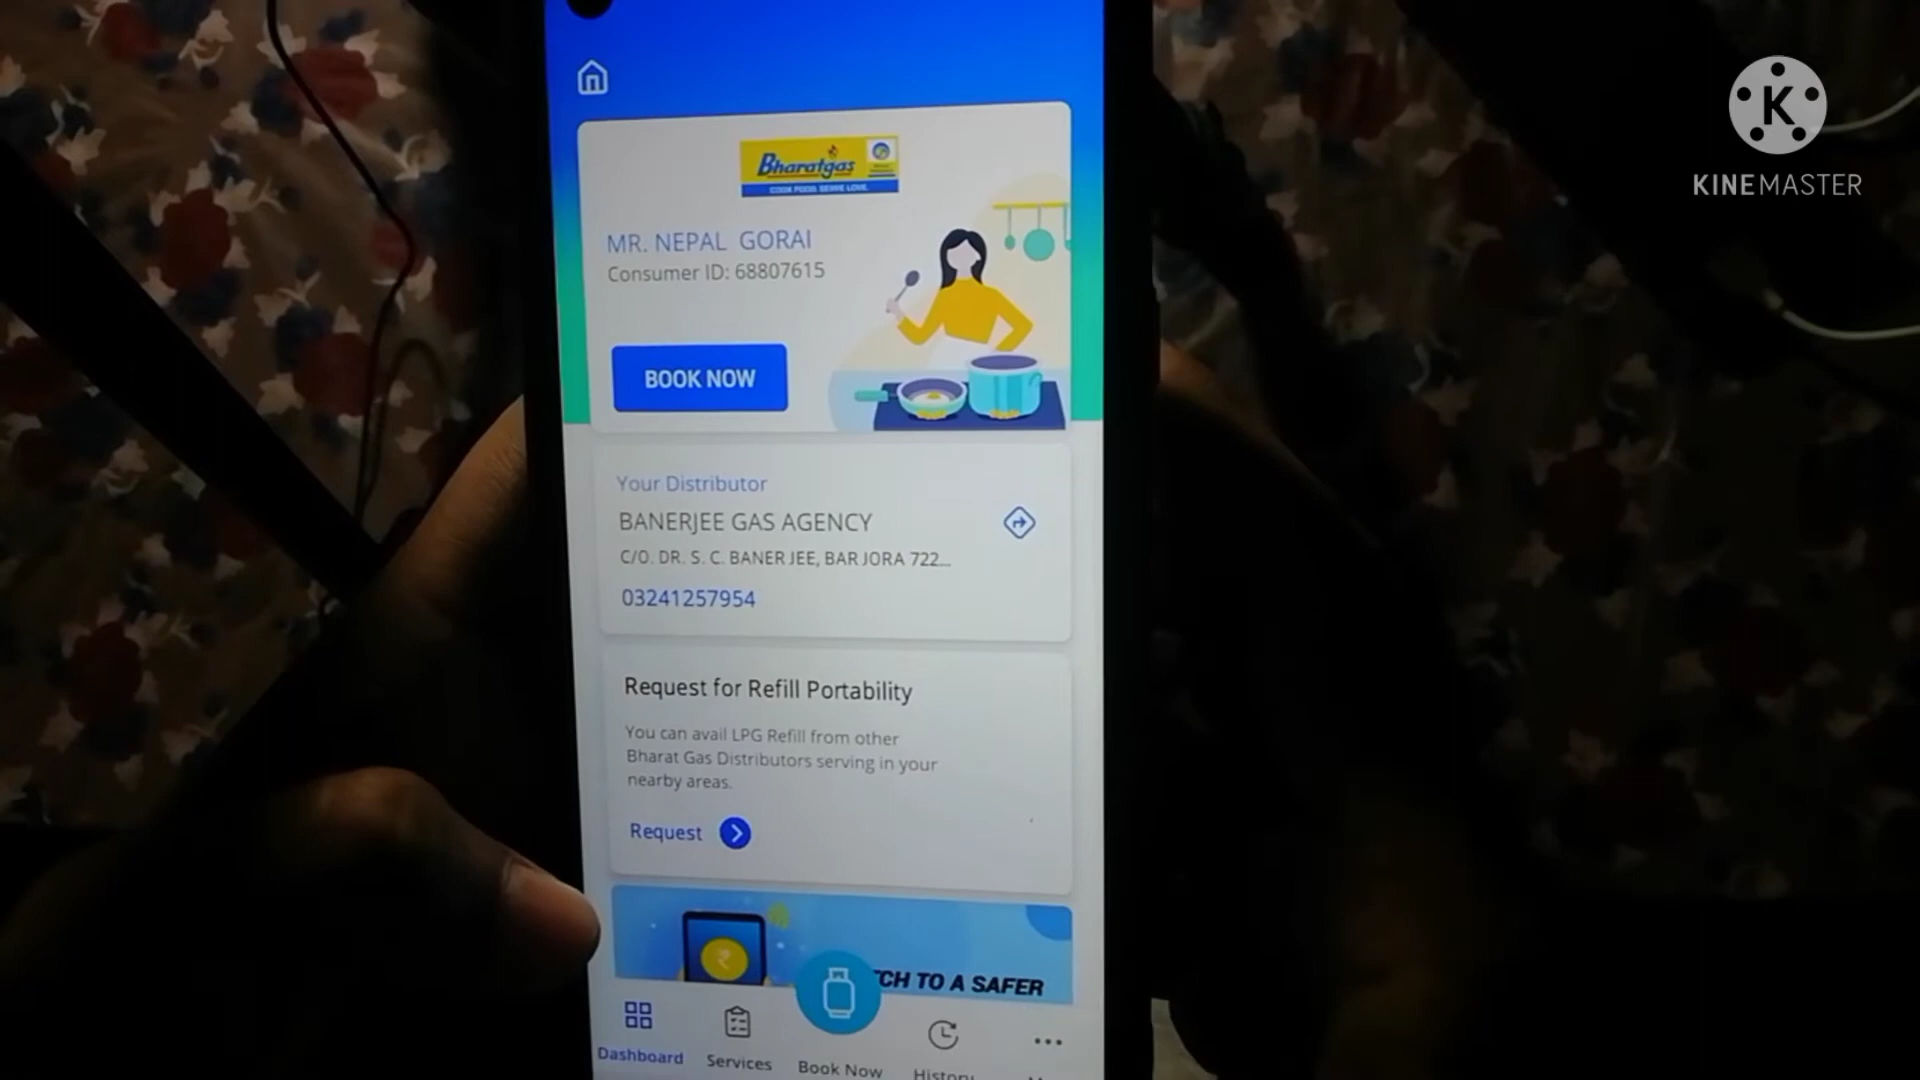 KINEMASTER
Bharatgas
COOK FOOD. SERVE LOVE.
MR. NEPAL GORAI
Consumer ID: 68807615
BOOK NOW
Your Distributor
BANERJEE GAS AGENCY
C/O. DR. S. C. BANER JEE, BAR JORA 722...
03241257954
Request for Refill Portability
You can avail LPG Refill from other
Bharat Gas Distributors serving in your
nearby areas.
Request
TCH TO A SAFER
Dashboard
Services
Book Now
History